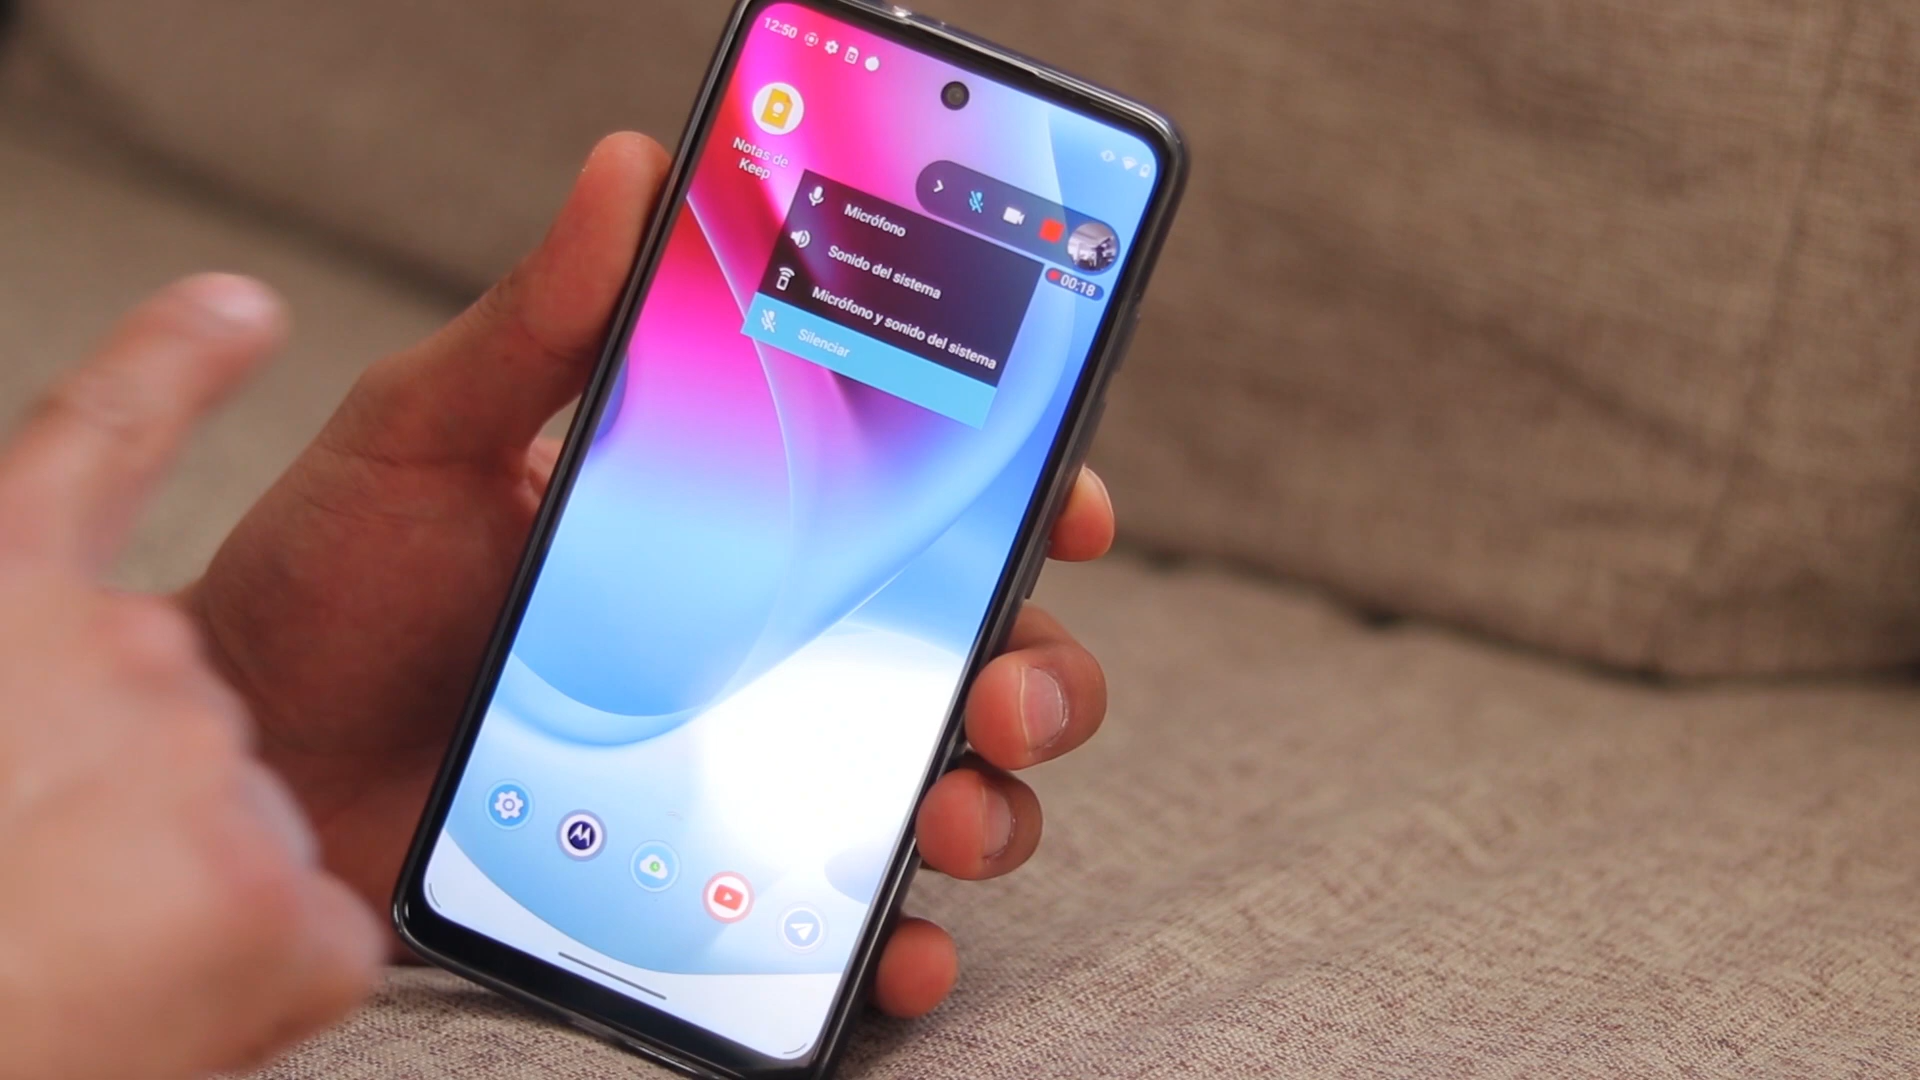 12:50
Notas de
Keep
Micrófono
Sonido del sistema
Micrófono y sonido del sistema
Silenciar
00:18